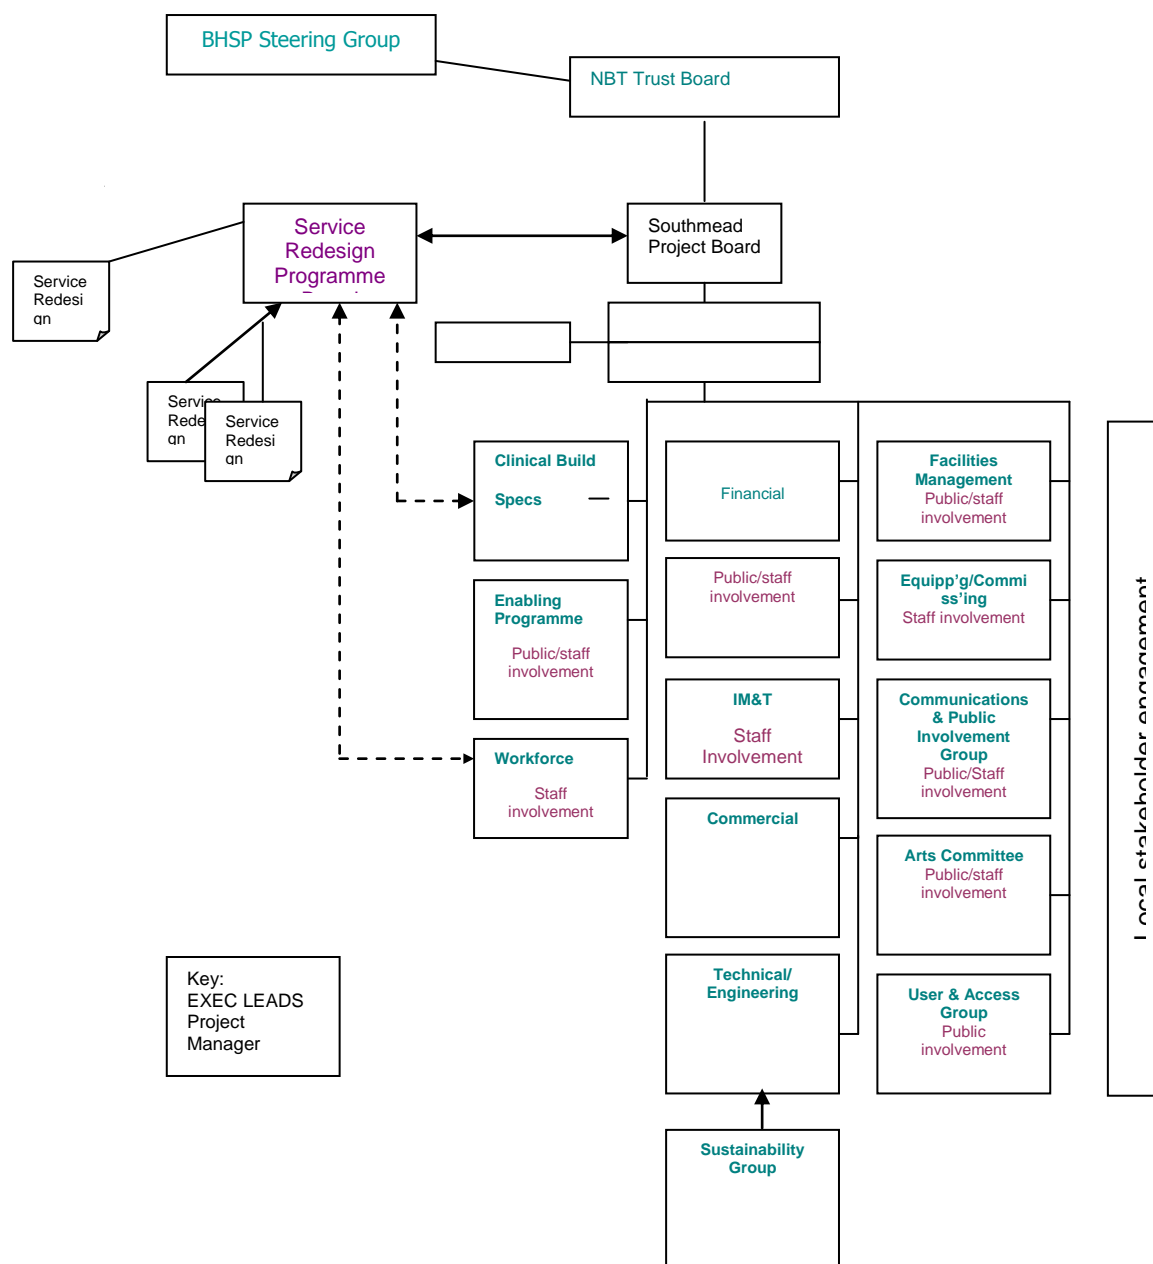 BHSP Steering Group
NBT Trust Board
Service
Redesign
Programme
Southmead
Project Board
Service
Redesi
gn
Service
Rede
gn
Service
Redesi
gn
Clinical Build
Specs
Enabling
Programme
Public/staff
involvement
Workforce
Staff
involvement
Financial
Public/staff
involvement
IM&T
Staff
Involvement
Commercial
Technical/
Engineering
Sustainability
Group
Facilities
Management
Public/staff
involvement
Equipp’g/Commi
ss’ing
Staff involvement
Communications
& Public
Involvement
Group
Public/Staff
involvement
Arts Committee
Public/staff
involvement
User & Access
Group
Public
involvement
Local stakeholder engagement
Key:
EXEC LEADS
Project
Manager